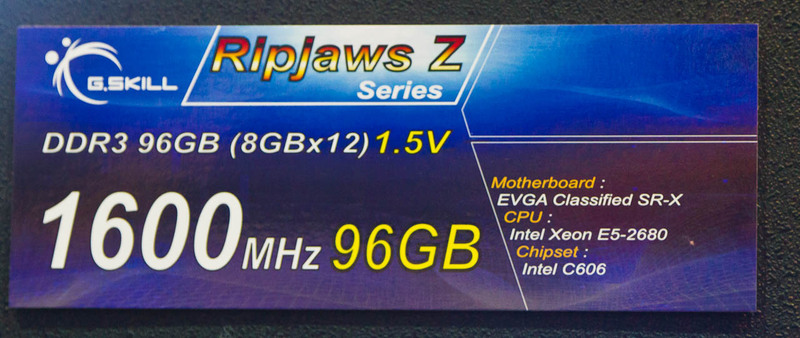 G.SKILL
Ripjaws Z
Series
DDR3 96GB (8GBx12) 1.5V
1600MHz 96GB
Motherboard :
EVGA Classified SR-X
CPU :
Intel Xeon E5-2680
Chipset :
Intel C606